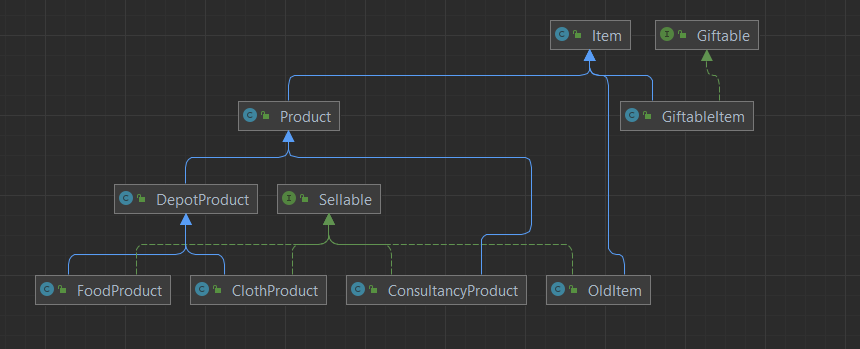 C Item
I Giftable
C Product
C GiftableItem
C DepotProduct
I Sellable
C FoodProduct
C ClothProduct
C ConsultancyProduct
C OldItem